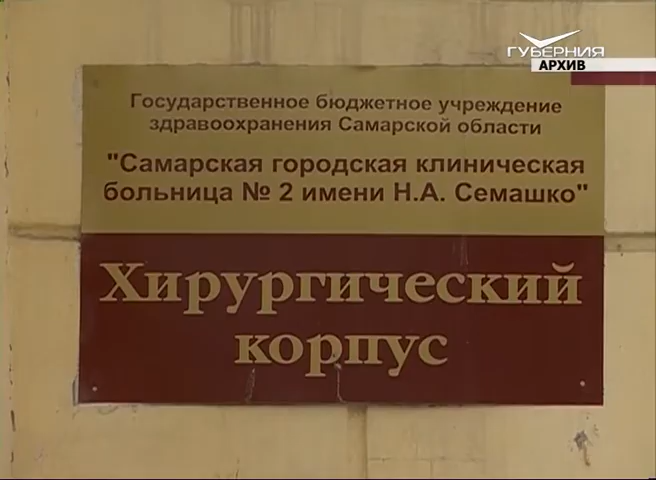 ГУБЕРНИЯ
АРХИВ
Государственное бюджетное учреждение
здравоохранения Самарской области
"Самарская городская клиническая
больница № 2 имени Н.А. Семашко"
Хирургический
корпус